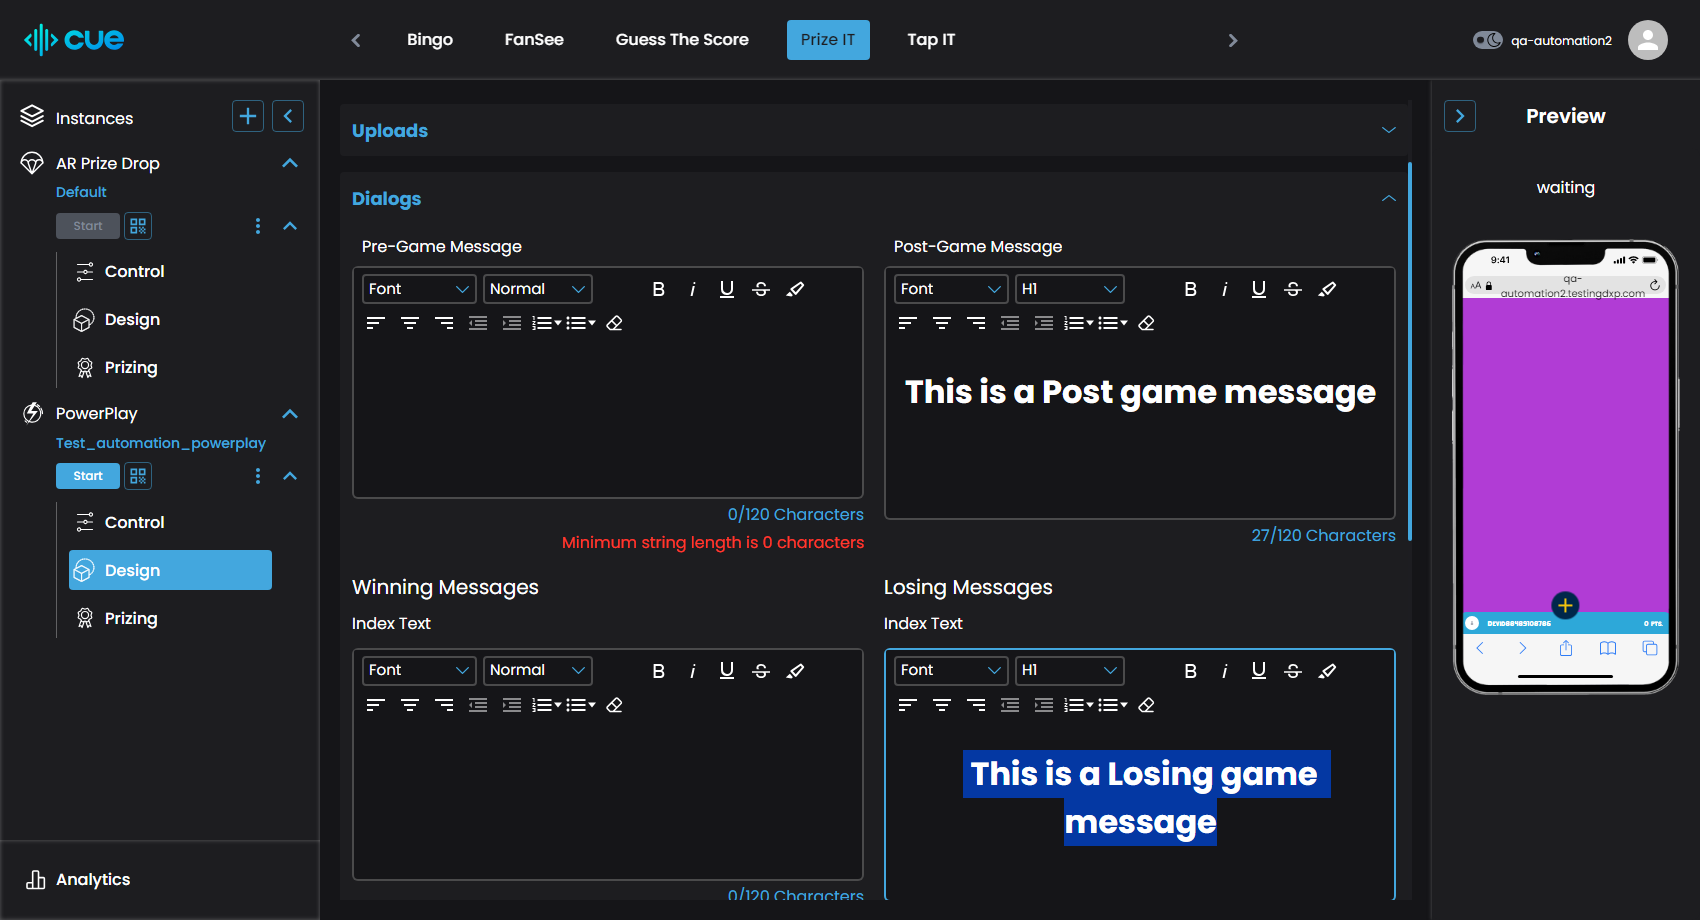 cue
Bingo
FanSee
Guess The Score
Prize IT
Tap IT
qa-automation2
Instances
AR Prize Drop
Default
Start
Control
Design
Prizing
PowerPlay
Test_automation_powerplay
Start
Control
Design
Prizing
Analytics
Uploads
Dialogs
Pre-Game Message
Font
Normal
B i U S
0/120 Characters
Minimum string length is 0 characters
Post-Game Message
Font
H1
B i U S
This is a Post game message
27/120 Characters
Winning Messages
Index Text
Font
Normal
B i U S
0/120 Characters
Losing Messages
Index Text
Font
H1
B i U S
This is a Losing game
message
Preview
waiting
9:41
AA
qa-
automation2.testingdxp.com
0 PTS.